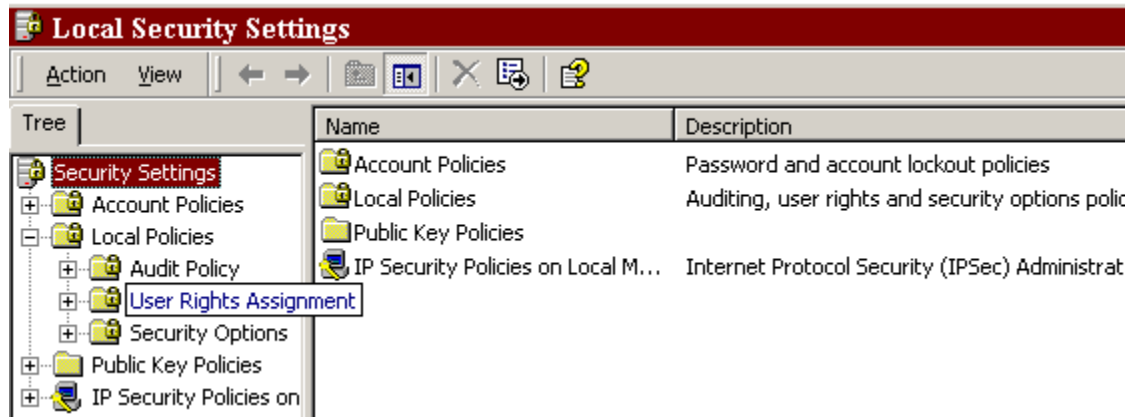 Local Security Settings
Action View
Tree
Security Settings
Account Policies
Local Policies
Audit Policy
User Rights Assignment
Security Options
Public Key Policies
IP Security Policies on
Name Description
Account Policies Password and account lockout policies
Local Policies Auditing, user rights and security options polic
Public Key Policies
IP Security Policies on Local M... Internet Protocol Security (IPSec) Administrat